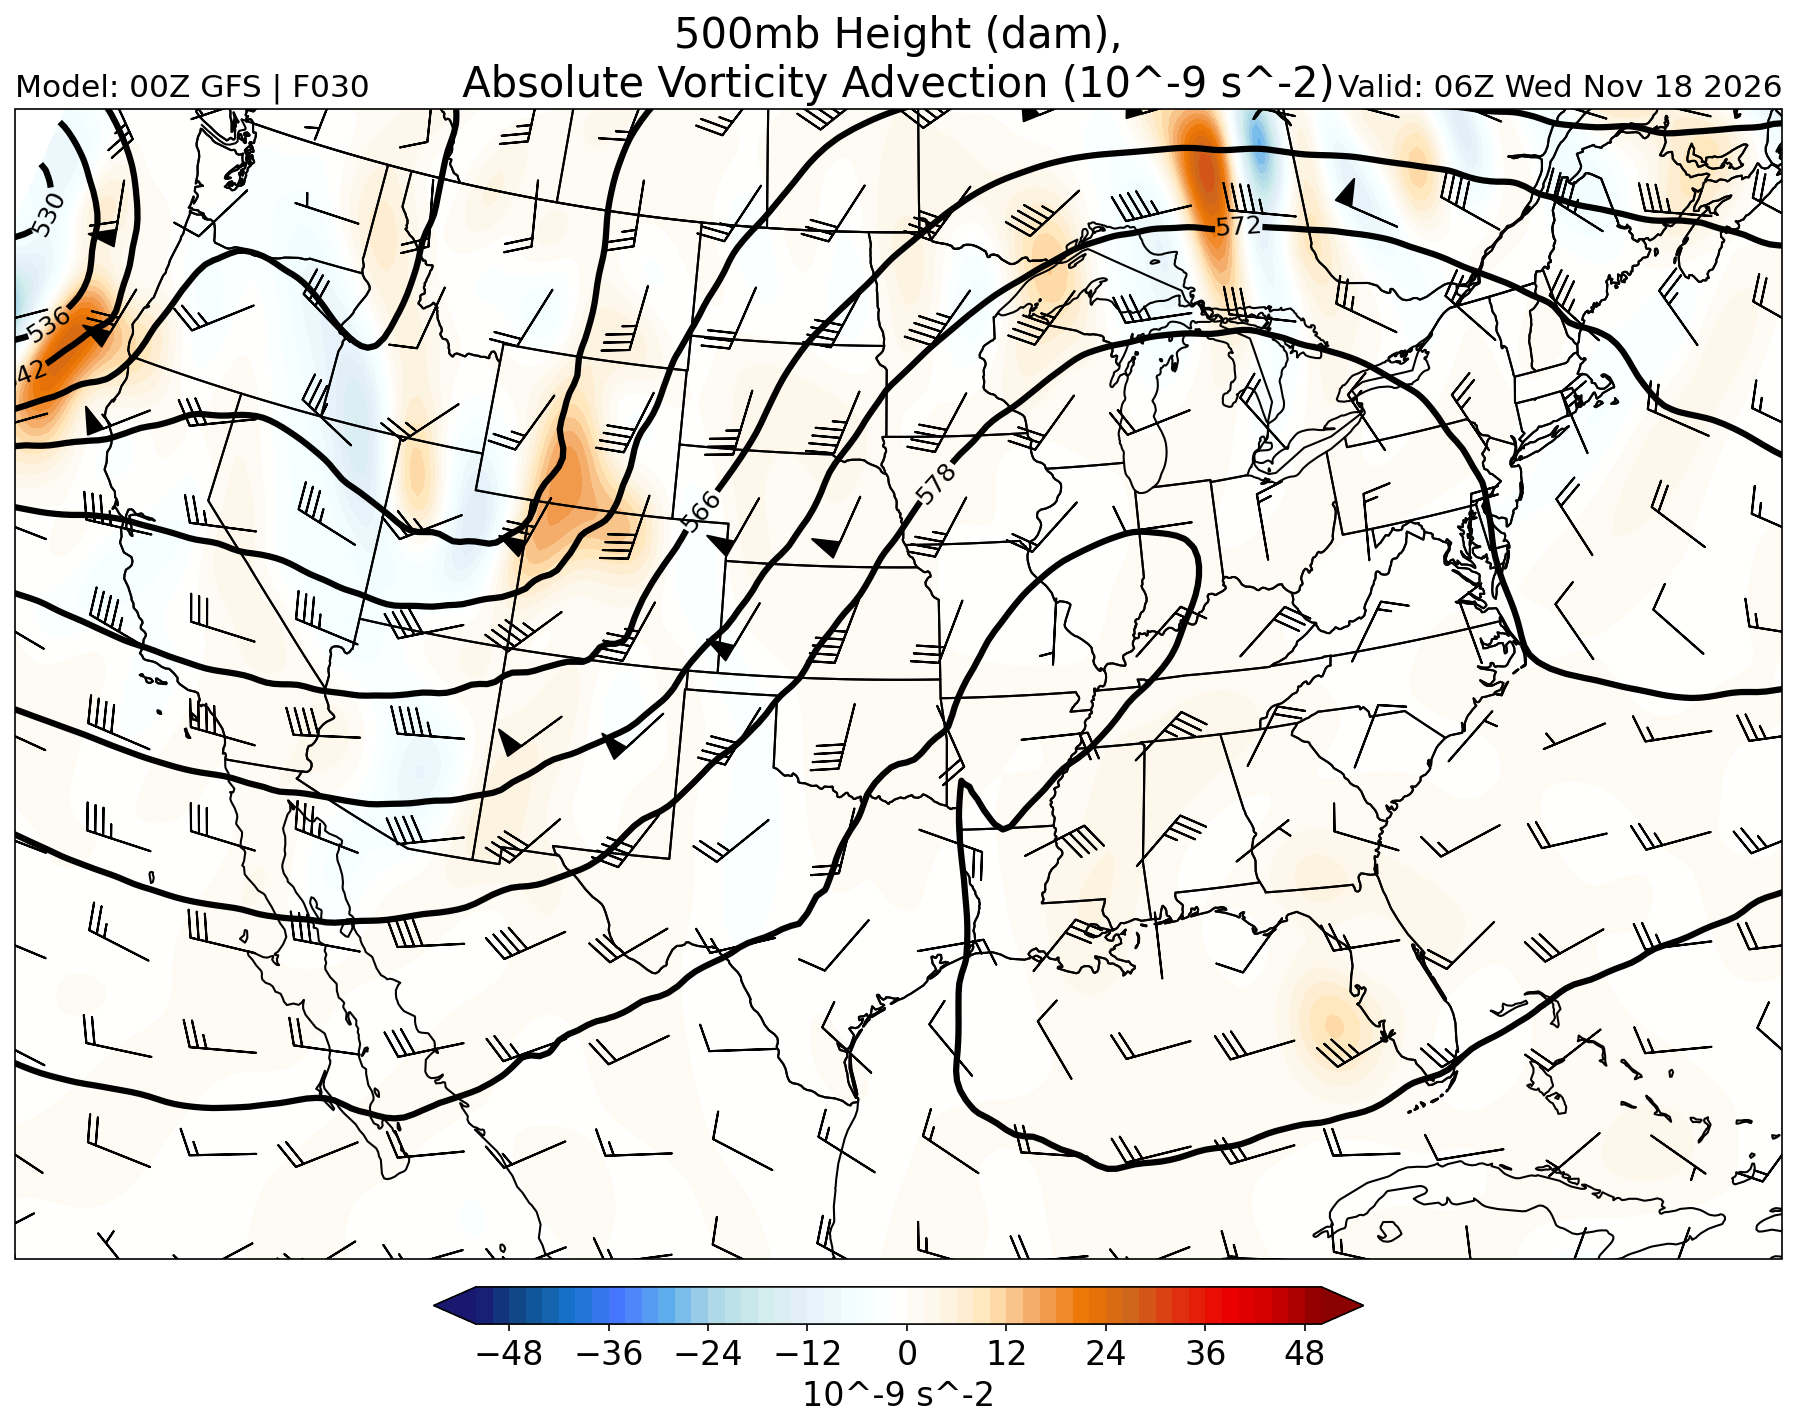 500mb Height (dam),
Absolute Vorticity Advection (10^-9 s^-2)
Model: 00Z GFS | F030
Valid: 06Z Wed Nov 18 2026
530
536
42
572
566
578
−48 −36 −24 −12 0 12 24 36 48
10^-9 s^-2